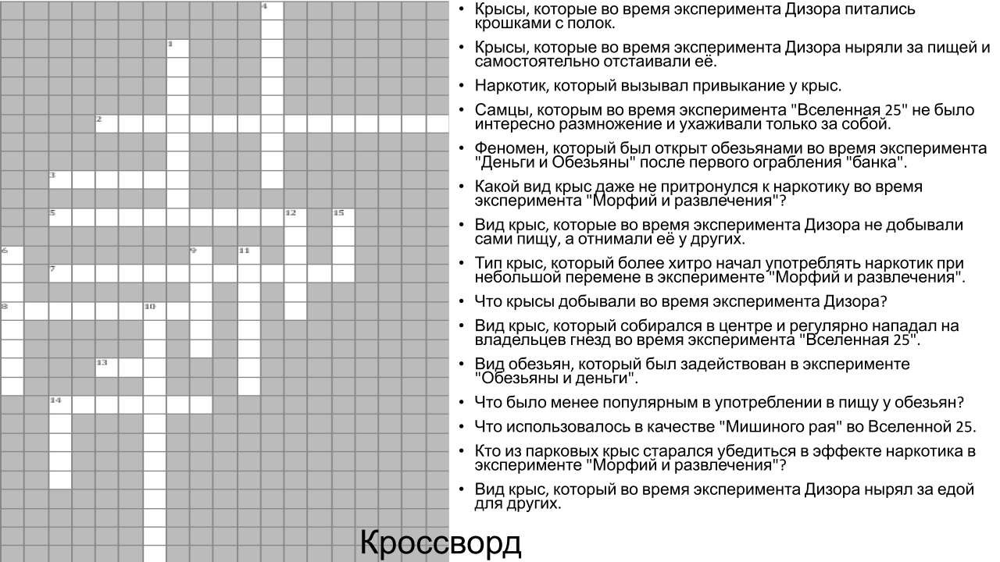 4
1
2
3
5
12
15
6
9
11
7
8
10
13
14
• Крысы, которые во время эксперимента Дизора питались
крошками с полок.
• Крысы, которые во время эксперимента Дизора ныряли за пищей и
самостоятельно отстаивали её.
• Наркотик, который вызывал привыкание у крыс.
• Самцы, которым во время эксперимента "Вселенная 25" не было
интересно размножение и ухаживали только за собой.
• Феномен, который был открыт обезьянами во время эксперимента
"Деньги и Обезьяны" после первого ограбления "банка".
• Какой вид крыс даже не притронулся к наркотику во время
эксперимента "Морфий и развлечения"?
• Вид крыс, которые во время эксперимента Дизора не добывали
сами пищу, а отнимали её у других.
• Тип крыс, который более хитро начал употреблять наркотик при
небольшой перемене в эксперименте "Морфий и развлечения".
• Что крысы добывали во время эксперимента Дизора?
• Вид крыс, который собирался в центре и регулярно нападал на
владельцев гнезд во время эксперимента "Вселенная 25".
• Вид обезьян, который был задействован в эксперименте
"Обезьяны и деньги".
• Что было менее популярным в употреблении в пищу у обезьян?
• Что использовалось в качестве "Мишиного рая" во Вселенной 25.
• Кто из парковых крыс старался убедиться в эффекте наркотика в
эксперименте "Морфий и развлечения"?
• Вид крыс, который во время эксперимента Дизора нырял за едой
для других.
Кроссворд